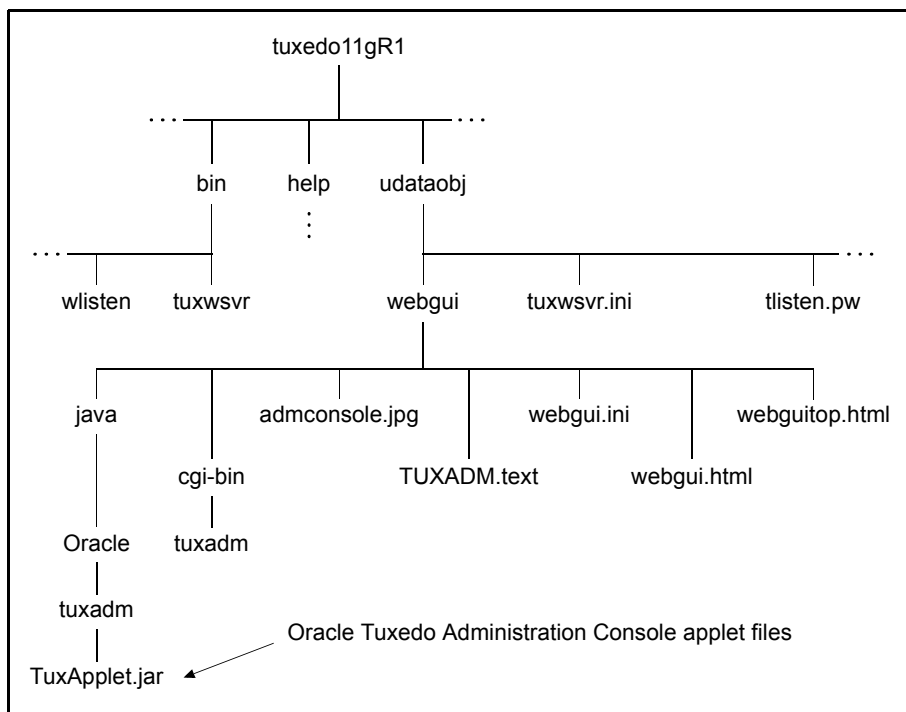 tuxedo11gR1
... ...
bin help udataobj
... ...
wlisten tuxwsvr webgui tuxwsvr.ini tlisten.pw
java admconsole.jpg webgui.ini webguitop.html
cgi-bin TUXADM.text webgui.html
Oracle tuxadm
tuxadm
Oracle Tuxedo Administration Console applet files
TuxApplet.jar